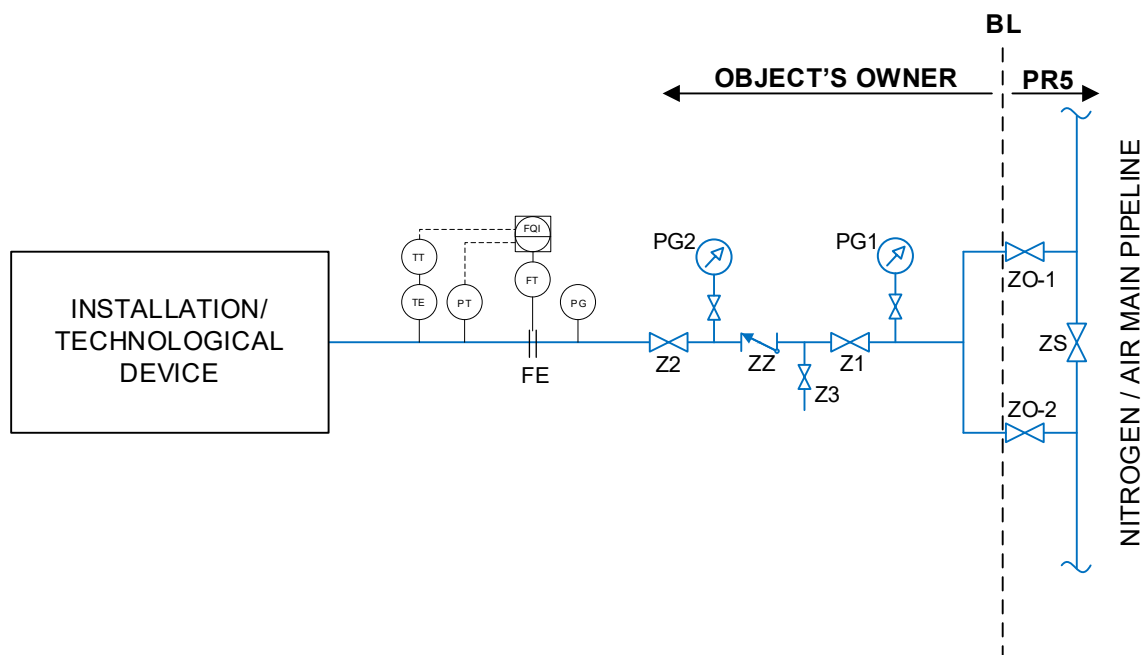 BL
OBJECT'S OWNER
PR5
NITROGEN / AIR MAIN PIPELINE
FQI
PG2
PG1
TT
FT
ZO-1
TE
PT
PG
INSTALLATION/
TECHNOLOGICAL
DEVICE
FE
Z2
ZZ
Z1
ZS
Z3
ZO-2